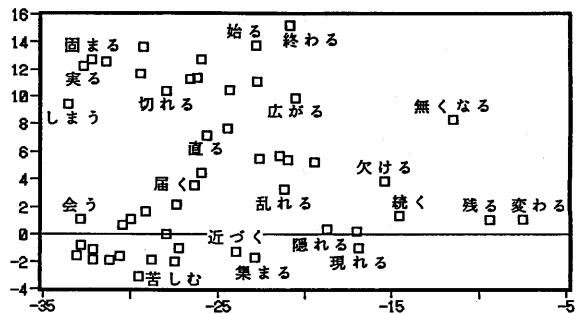 16
14
12
10
8
6
4
2
0
-2
-4
始る
終わる
固まる
実る
切れる
しまう
広がる
無くなる
直る
欠ける
届く
会う
乱れる
続く
残る
変わる
近づく
隠れる
現れる
苦しむ
集まる
-35
-25
-15
-5